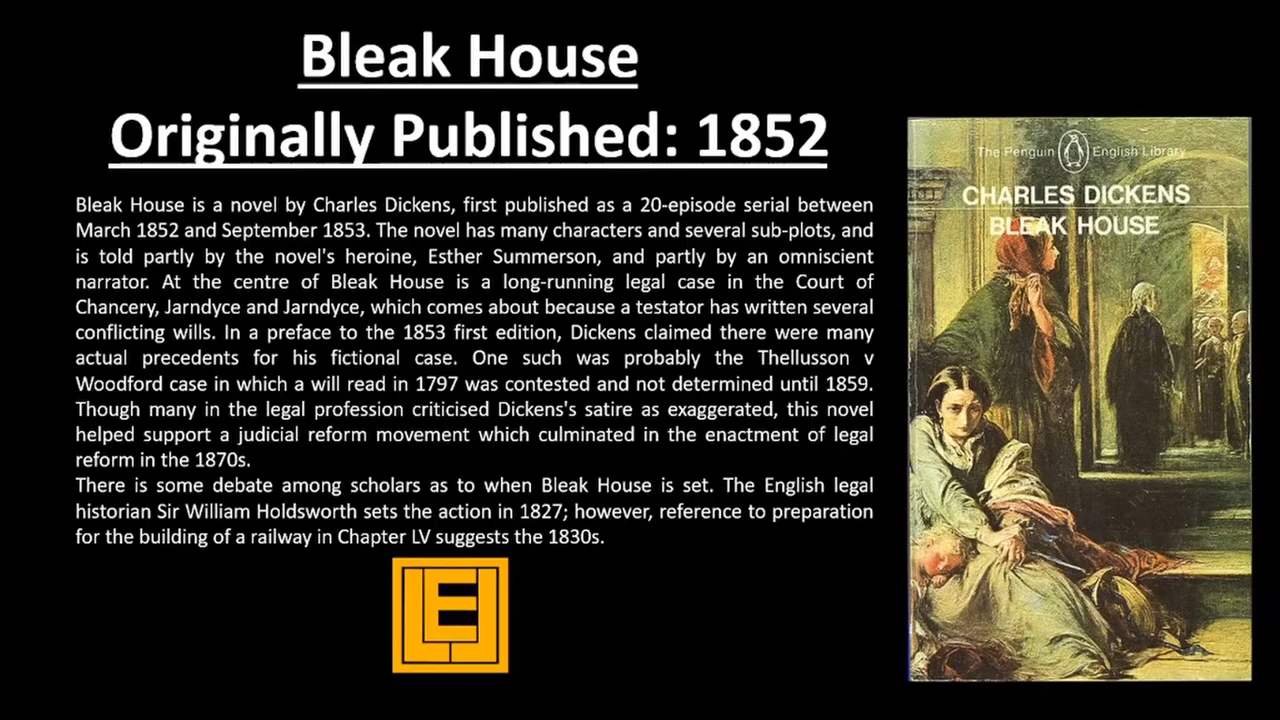 Bleak House
Originally Published: 1852
Bleak House is a novel by Charles Dickens, first published as a 20-episode serial between
March 1852 and September 1853. The novel has many characters and several sub-plots, and
is told partly by the novel's heroine, Esther Summerson, and partly by an omniscient
narrator. At the centre of Bleak House is a long-running legal case in the Court of
Chancery, Jarndyce and Jarndyce, which comes about because a testator has written several
conflicting wills. In a preface to the 1853 first edition, Dickens claimed there were many
actual precedents for his fictional case. One such was probably the Thellusson v
Woodford case in which a will read in 1797 was contested and not determined until 1859.
Though many in the legal profession criticised Dickens's satire as exaggerated, this novel
helped support a judicial reform movement which culminated in the enactment of legal
reform in the 1870s.
There is some debate among scholars as to when Bleak House is set. The English legal
historian Sir William Holdsworth sets the action in 1827; however, reference to preparation
for the building of a railway in Chapter LV suggests the 1830s.
The Penguin English Library
CHARLES DICKENS
BLEAK HOUSE